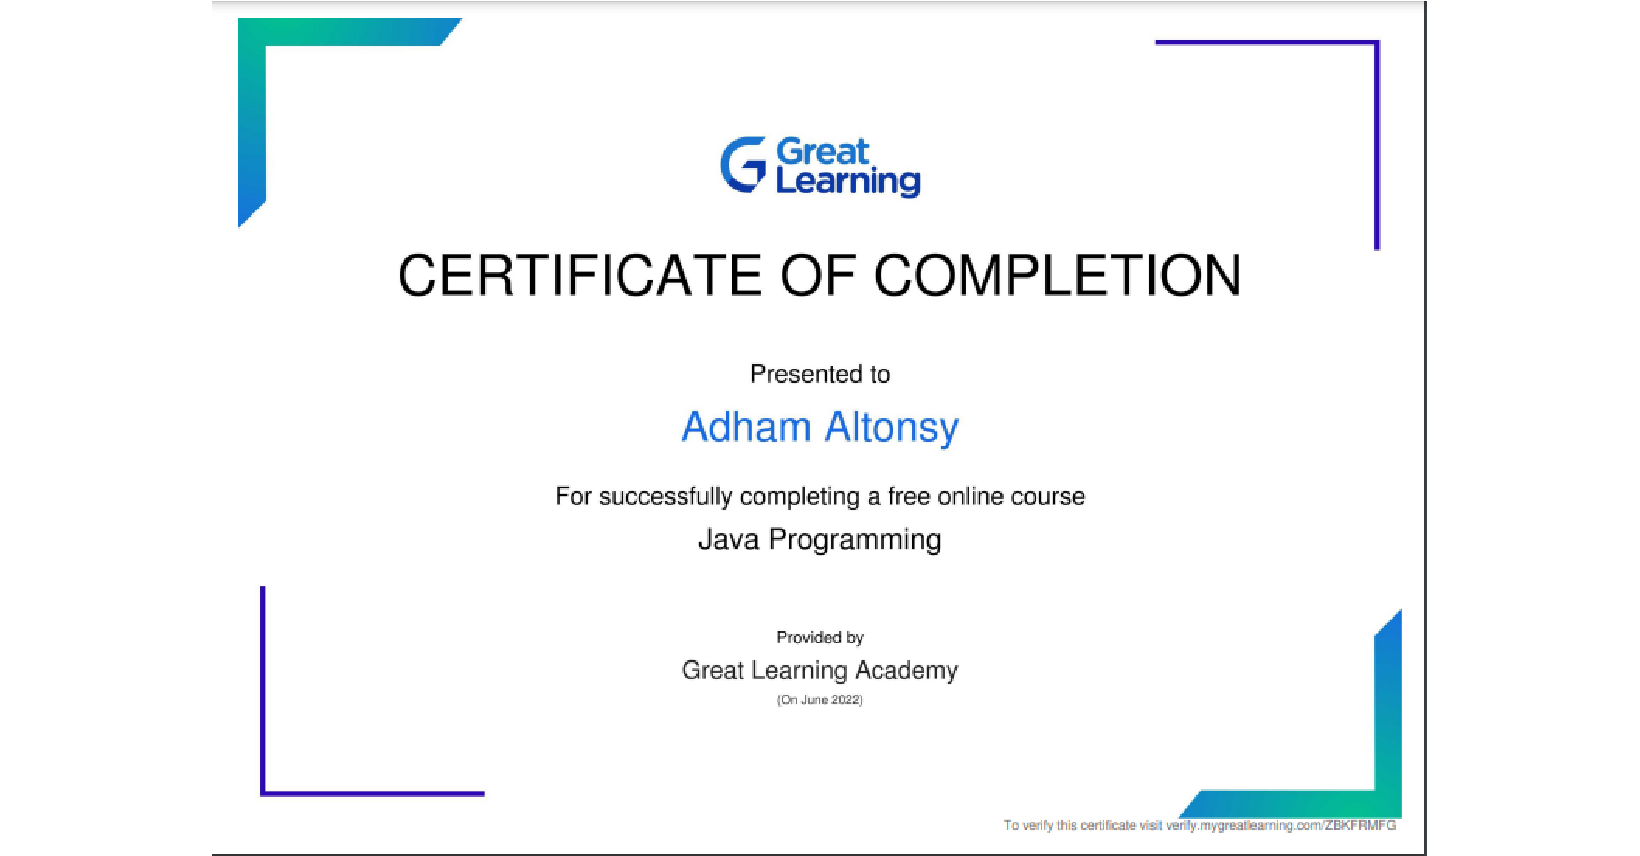 Great
Learning
CERTIFICATE OF COMPLETION
Presented to
Adham Altonsy
For successfully completing a free online course
Java Programming
Provided by
Great Learning Academy
(On June 2022)
To verify this certificate visit verify.mygreatlearning.com/ZBKFRMFG